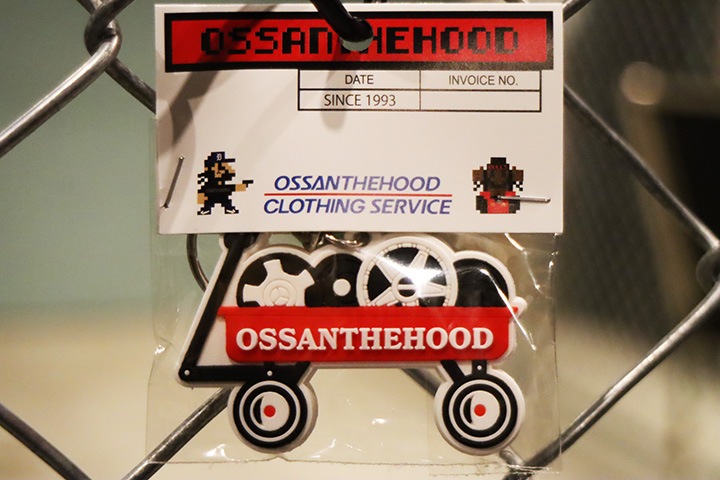 OSSANTHEHOOD
DATE INVOICE NO.
SINCE 1993
OSSANTHEHOOD
CLOTHING SERVICE
OSSANTHEHOOD